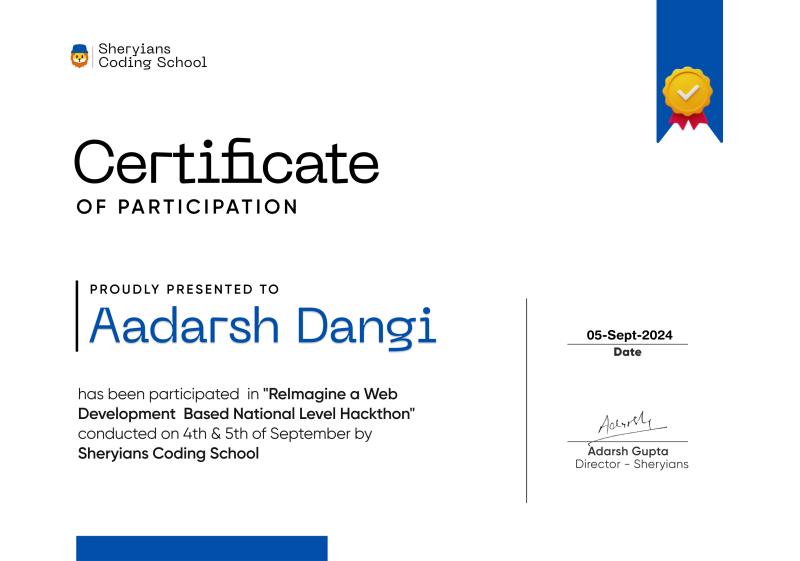 Sheryians
Coding School
Certificate
OF PARTICIPATION
PROUDLY PRESENTED TO
Aadarsh Dangi
has been participated in "ReImagine a Web
Development Based National Level Hackthon"
conducted on 4th & 5th of September by
Sheryians Coding School
05-Sept-2024
Date
Adarsh
Adarsh Gupta
Director - Sheryians